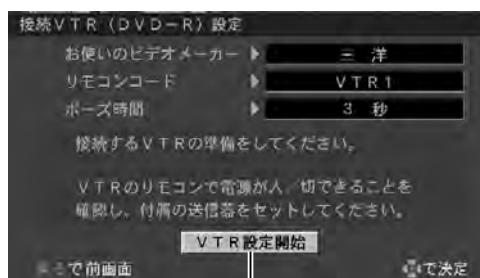 接続VTR(DVD-R)設定
お使いのビデオメーカー ▶ 三 洋
リモコンコード ▶ VTR1
ポーズ時間 ▶ 3 秒
接続するVTRの準備をしてください。
VTRのリモコンで電源が入/切できることを
確認し、付属の送信器をセットしてください。
VTR設定開始
で前画面 で決定